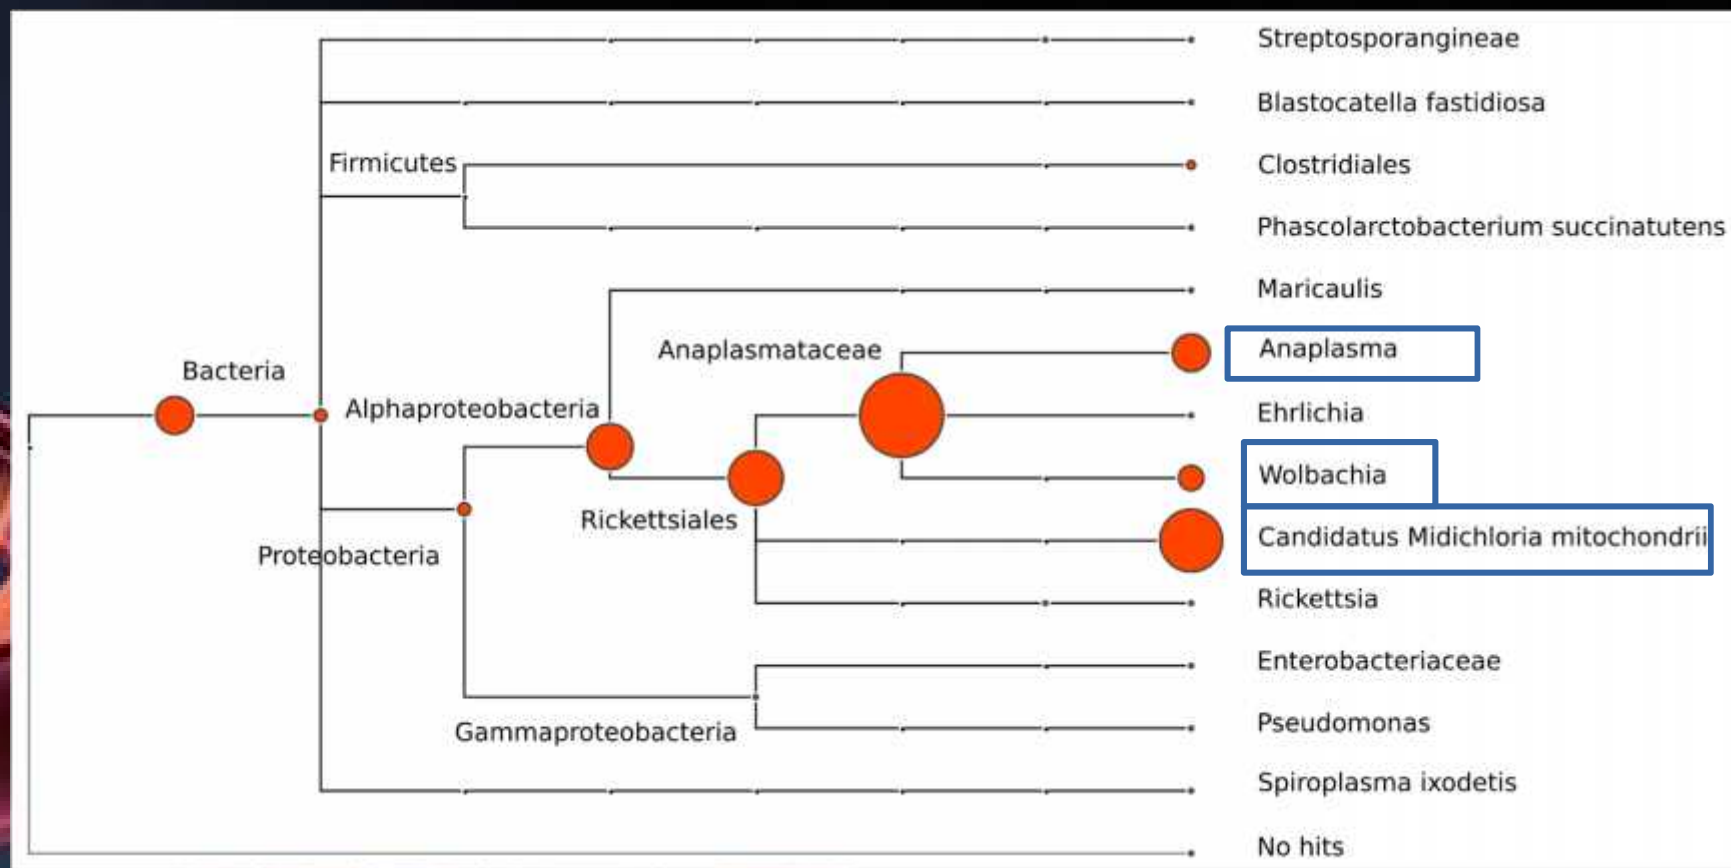 Streptosporangineae
Blastocatella fastidiosa
Firmicutes
Clostridiales
Phascolarctobacterium succinatutens
Maricaulis
Anaplasmataceae
Anaplasma
Bacteria
Alphaproteobacteria
Ehrlichia
Wolbachia
Rickettsiales
Candidatus Midichloria mitochondrii
Proteobacteria
Rickettsia
Enterobacteriaceae
Gammaproteobacteria
Pseudomonas
Spiroplasma ixodetis
No hits